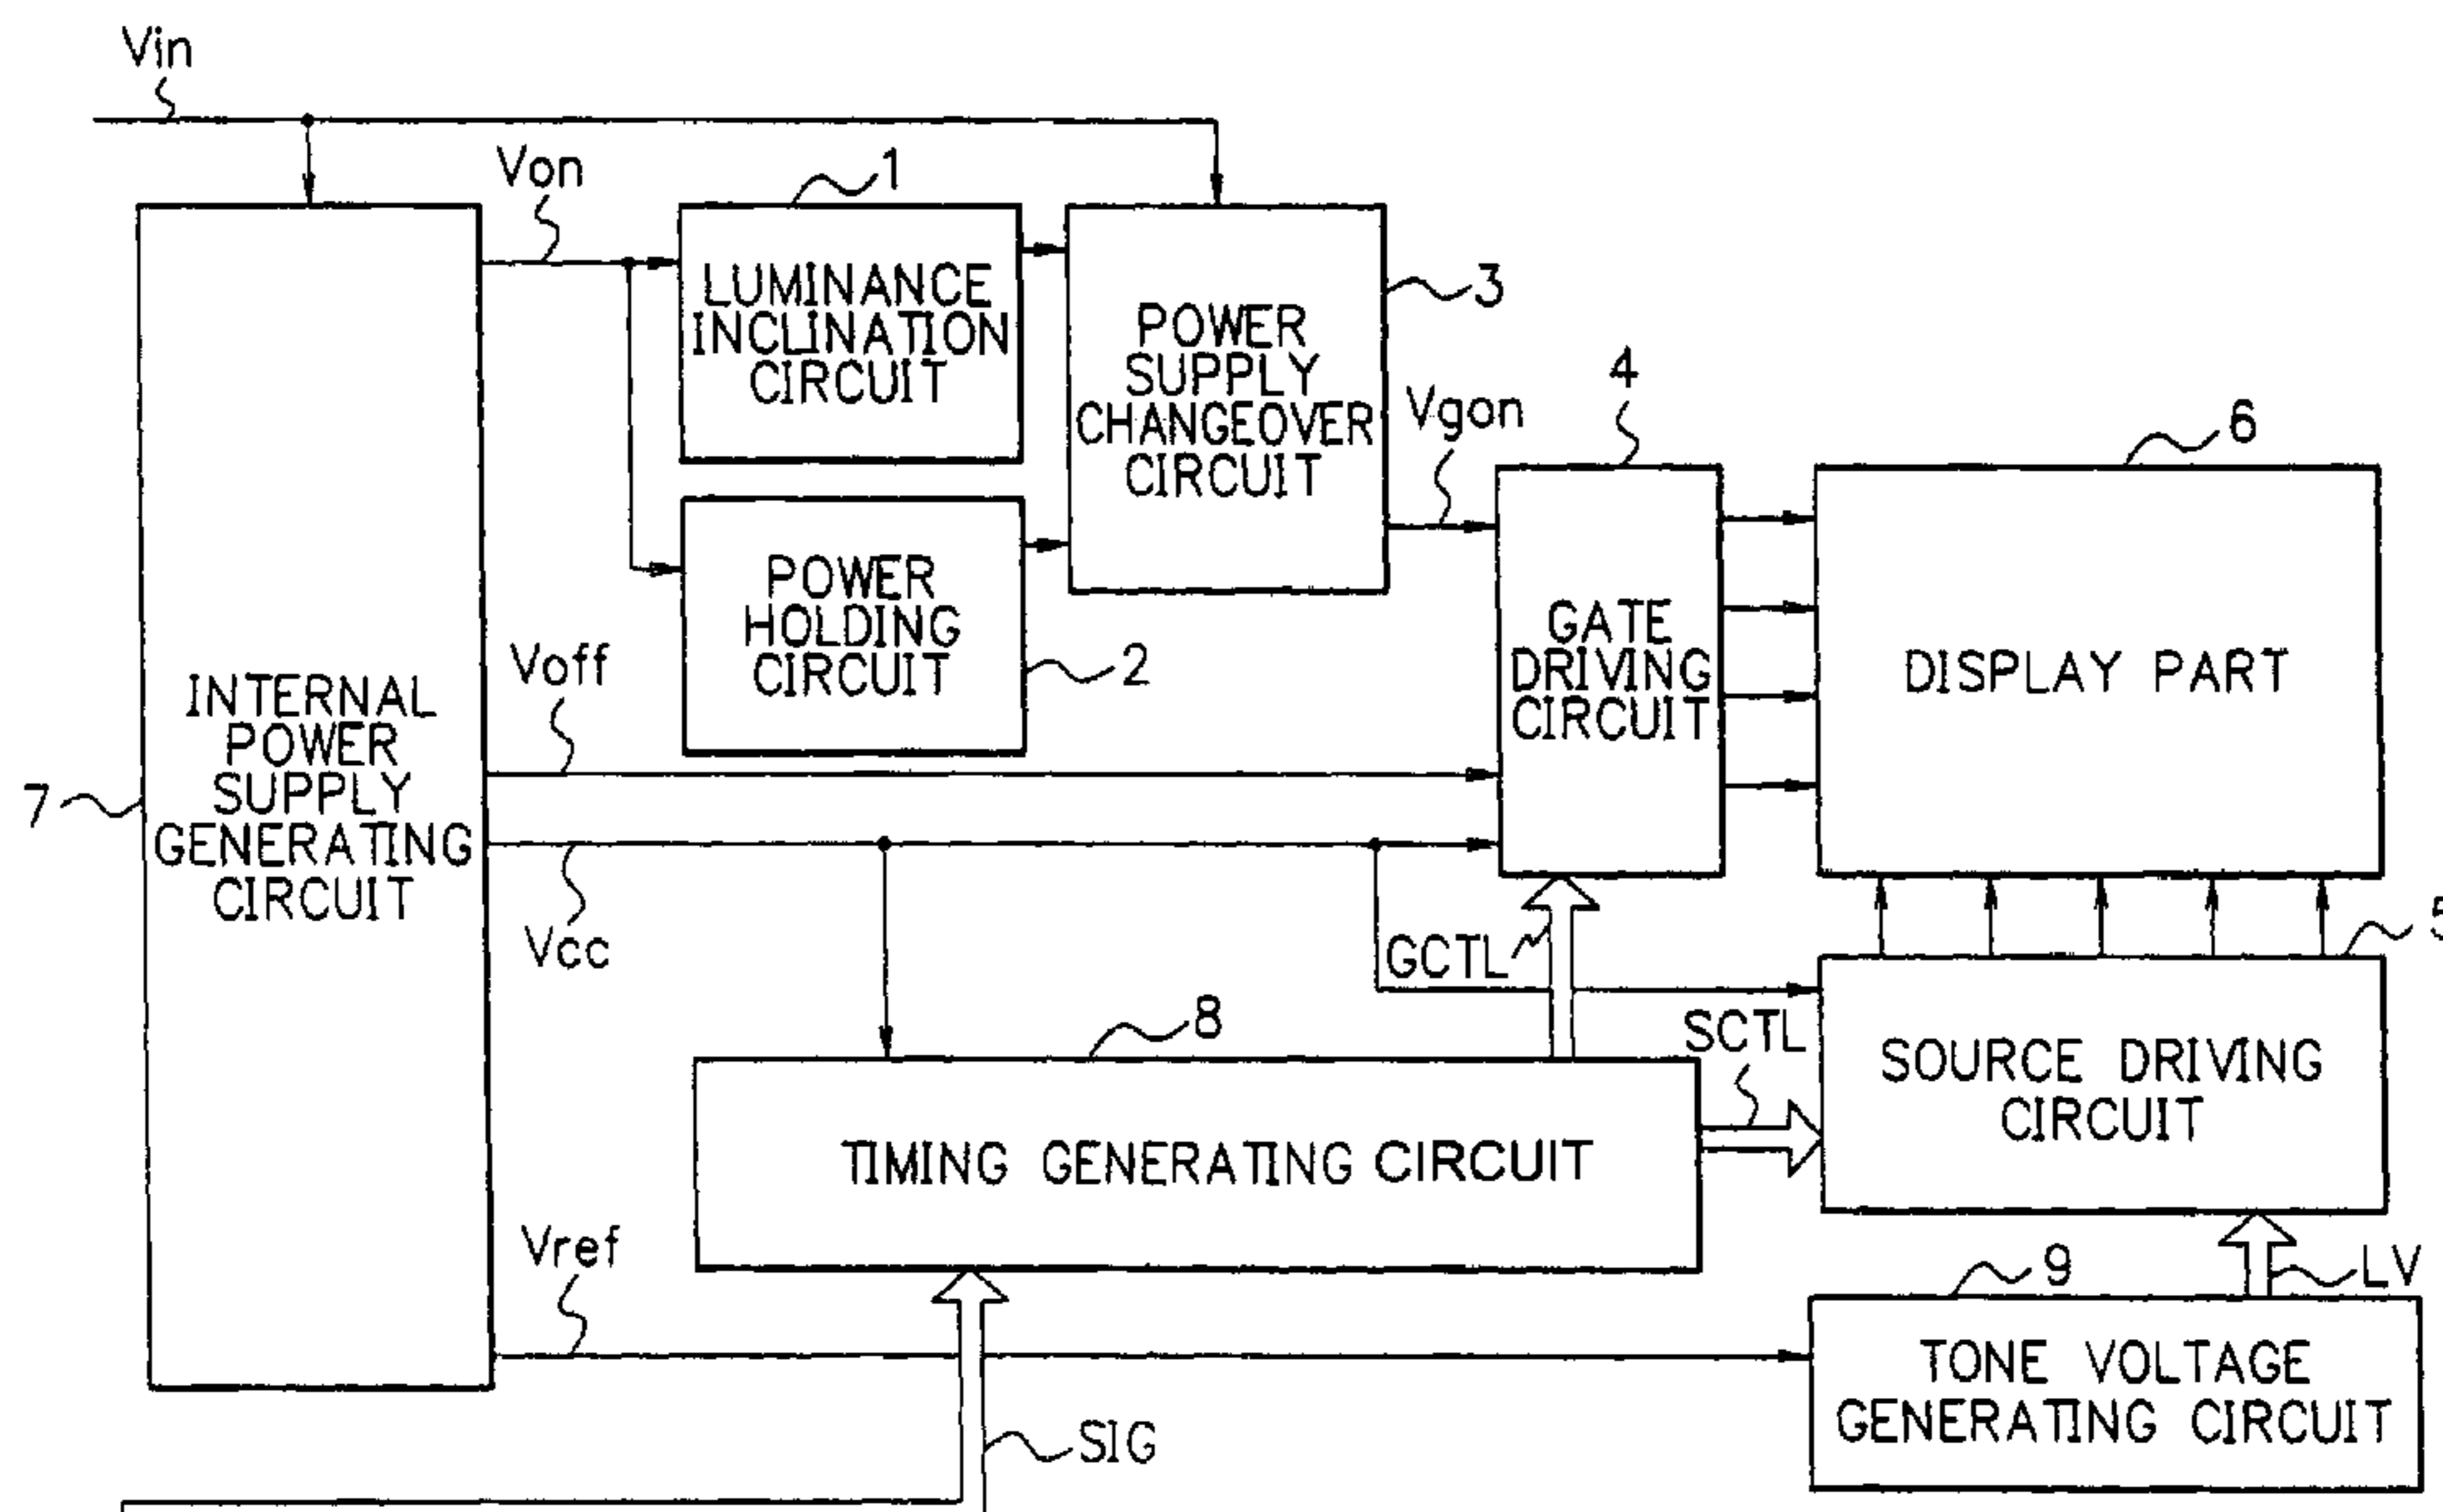 Vin
Von
1
LUMINANCE
INCLINATION
CIRCUIT
3
POWER
SUPPLY
CHANGEOVER
CIRCUIT
Vgon
4
6
POWER
HOLDING
CIRCUIT
2
Voff
GATE
DRIVING
CIRCUIT
DISPLAY PART
7
INTERNAL
POWER
SUPPLY
GENERATING
CIRCUIT
Vcc
GCTL
5
8
SCTL
SOURCE DRIVING
CIRCUIT
TIMING GENERATING CIRCUIT
Vref
9
LV
TONE VOLTAGE
GENERATING CIRCUIT
SIG